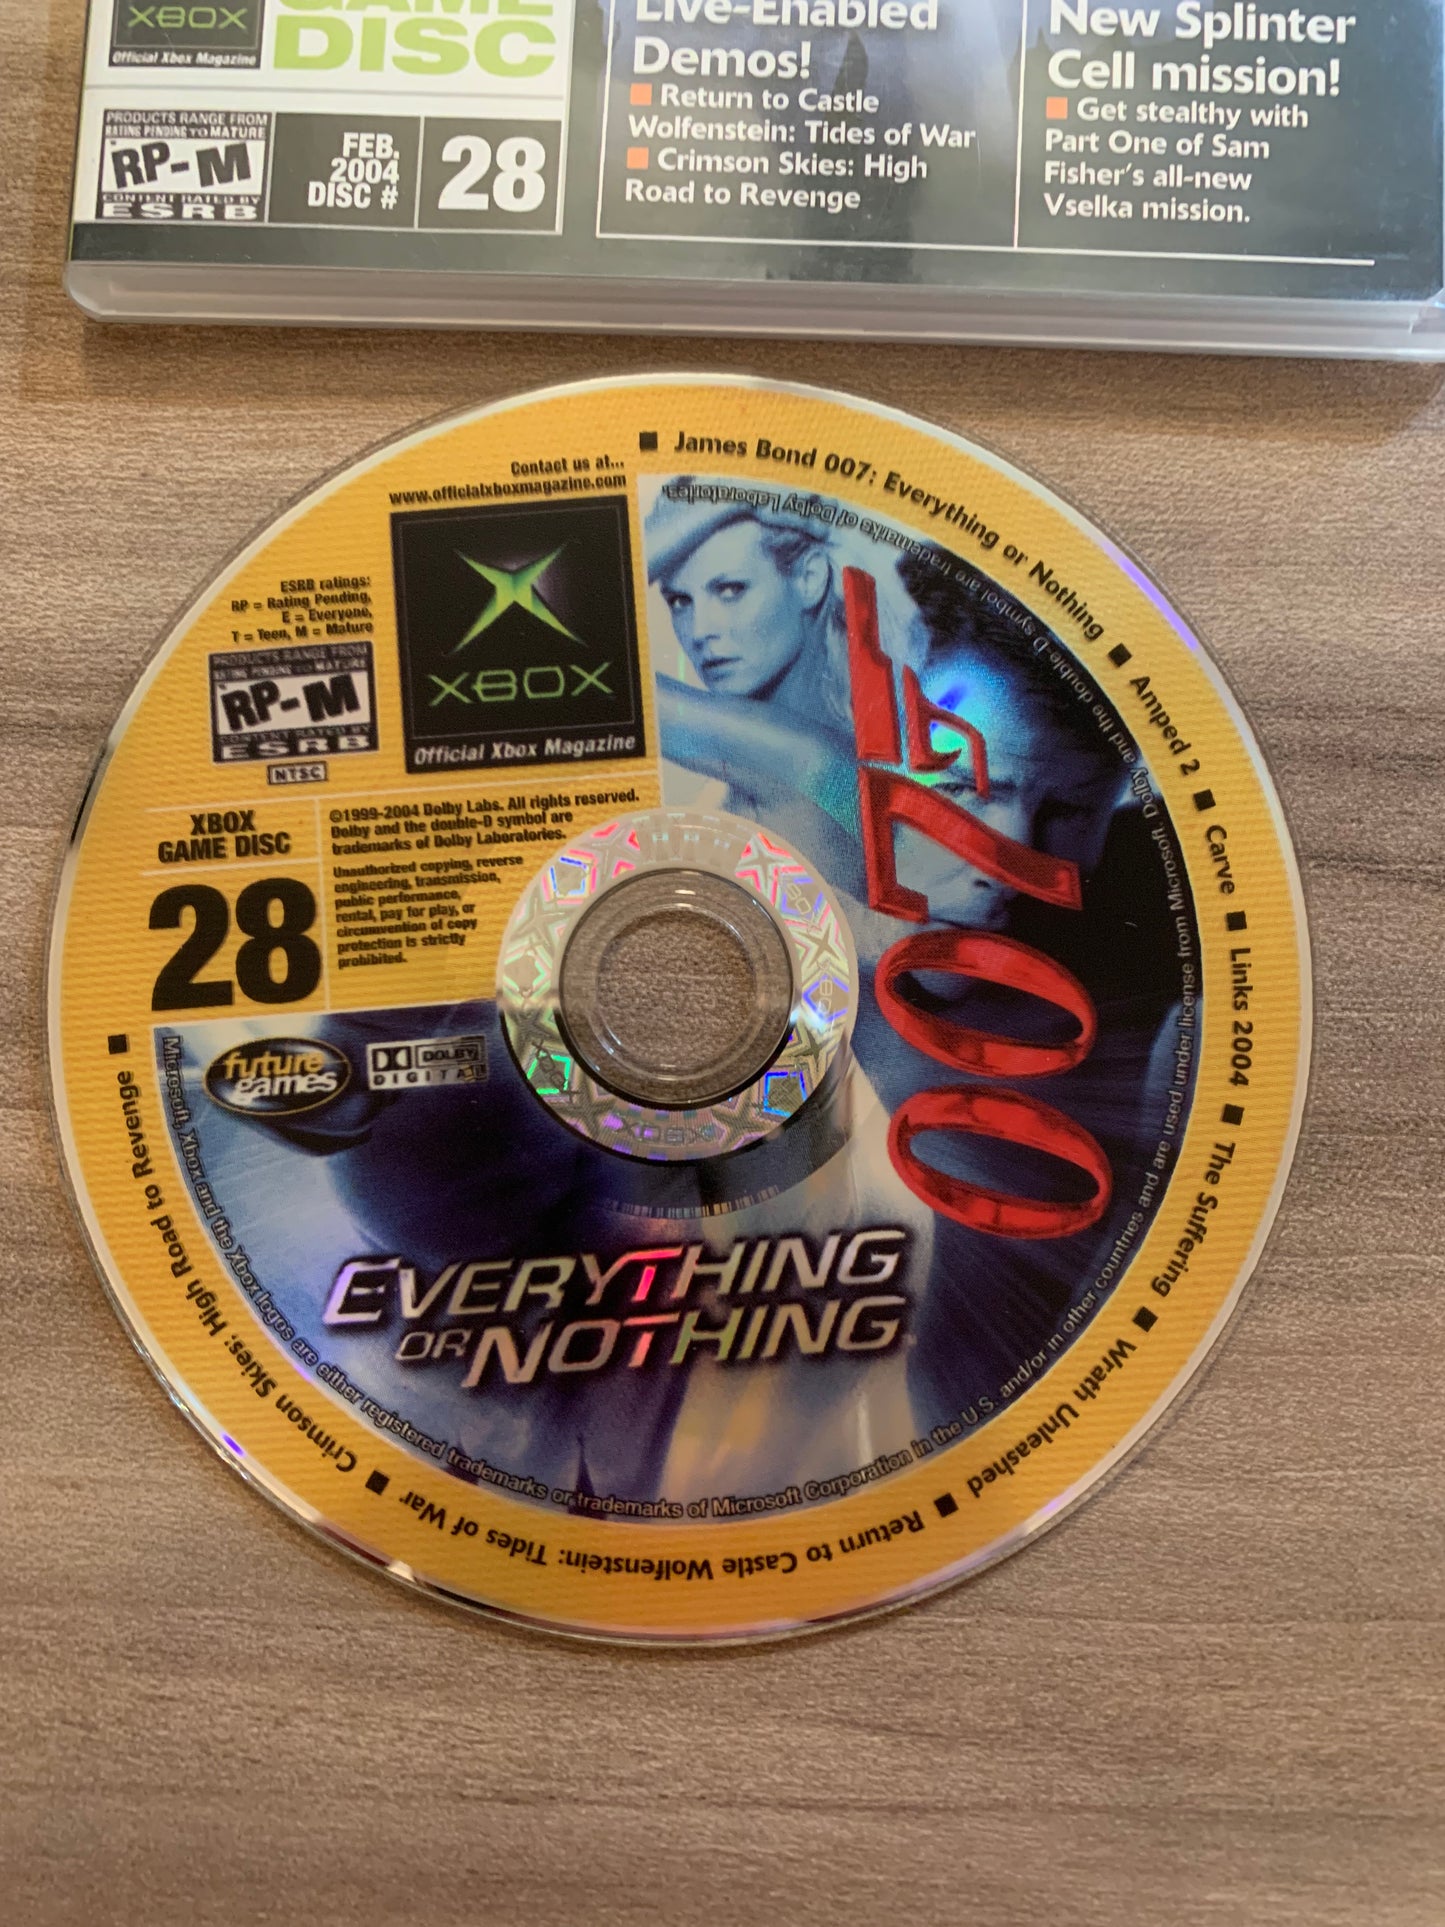 XBOX
Official Xbox Magazine
GAME
DISC
PRODUCTS RANGE FROM
RATING PENDING TO MATURE
RP-M
CONTENT RATED BY
ESRB
FEB.
2004
DISC #
28
Live-Enabled
Demos!
■ Return to Castle
Wolfenstein: Tides of War
■ Crimson Skies: High
Road to Revenge
New Splinter
Cell mission!
■ Get stealthy with
Part One of Sam
Fisher's all-new
Vselka mission.
■ James Bond 007: Everything or Nothing ■ Amped 2 ■ Carve ■ Links 2004 ■ The Suffering ■ Wrath Unleashed ■ Return to Castle Wolfenstein: Tides of War ■ Crimson Skies: High Road to Revenge ■
Contact us at...
www.officialxboxmagazine.com
XBOX
Official Xbox Magazine
ESRB ratings:
RP = Rating Pending,
E = Everyone,
T = Teen, M = Mature
PRODUCTS RANGE FROM
RATING PENDING TO MATURE
RP-M
CONTENT RATED BY
ESRB
NTSC
XBOX
GAME DISC
28
©1999-2004 Dolby Labs. All rights reserved.
Dolby and the double-D symbol are
trademarks of Dolby Laboratories.
Unauthorized copying, reverse
engineering, transmission,
public performance,
rental, pay for play, or
circumvention of copy
protection is strictly
prohibited.
future
games
DOLBY
DIGITAL
007
EVERYTHING
OR NOTHING
Microsoft, Xbox and the Xbox logos are either registered trademarks or trademarks of Microsoft Corporation in the U.S. and/or in other countries and are used under license from Microsoft. Dolby and the double-D symbol are trademarks of Dolby Laboratories.
XBOX